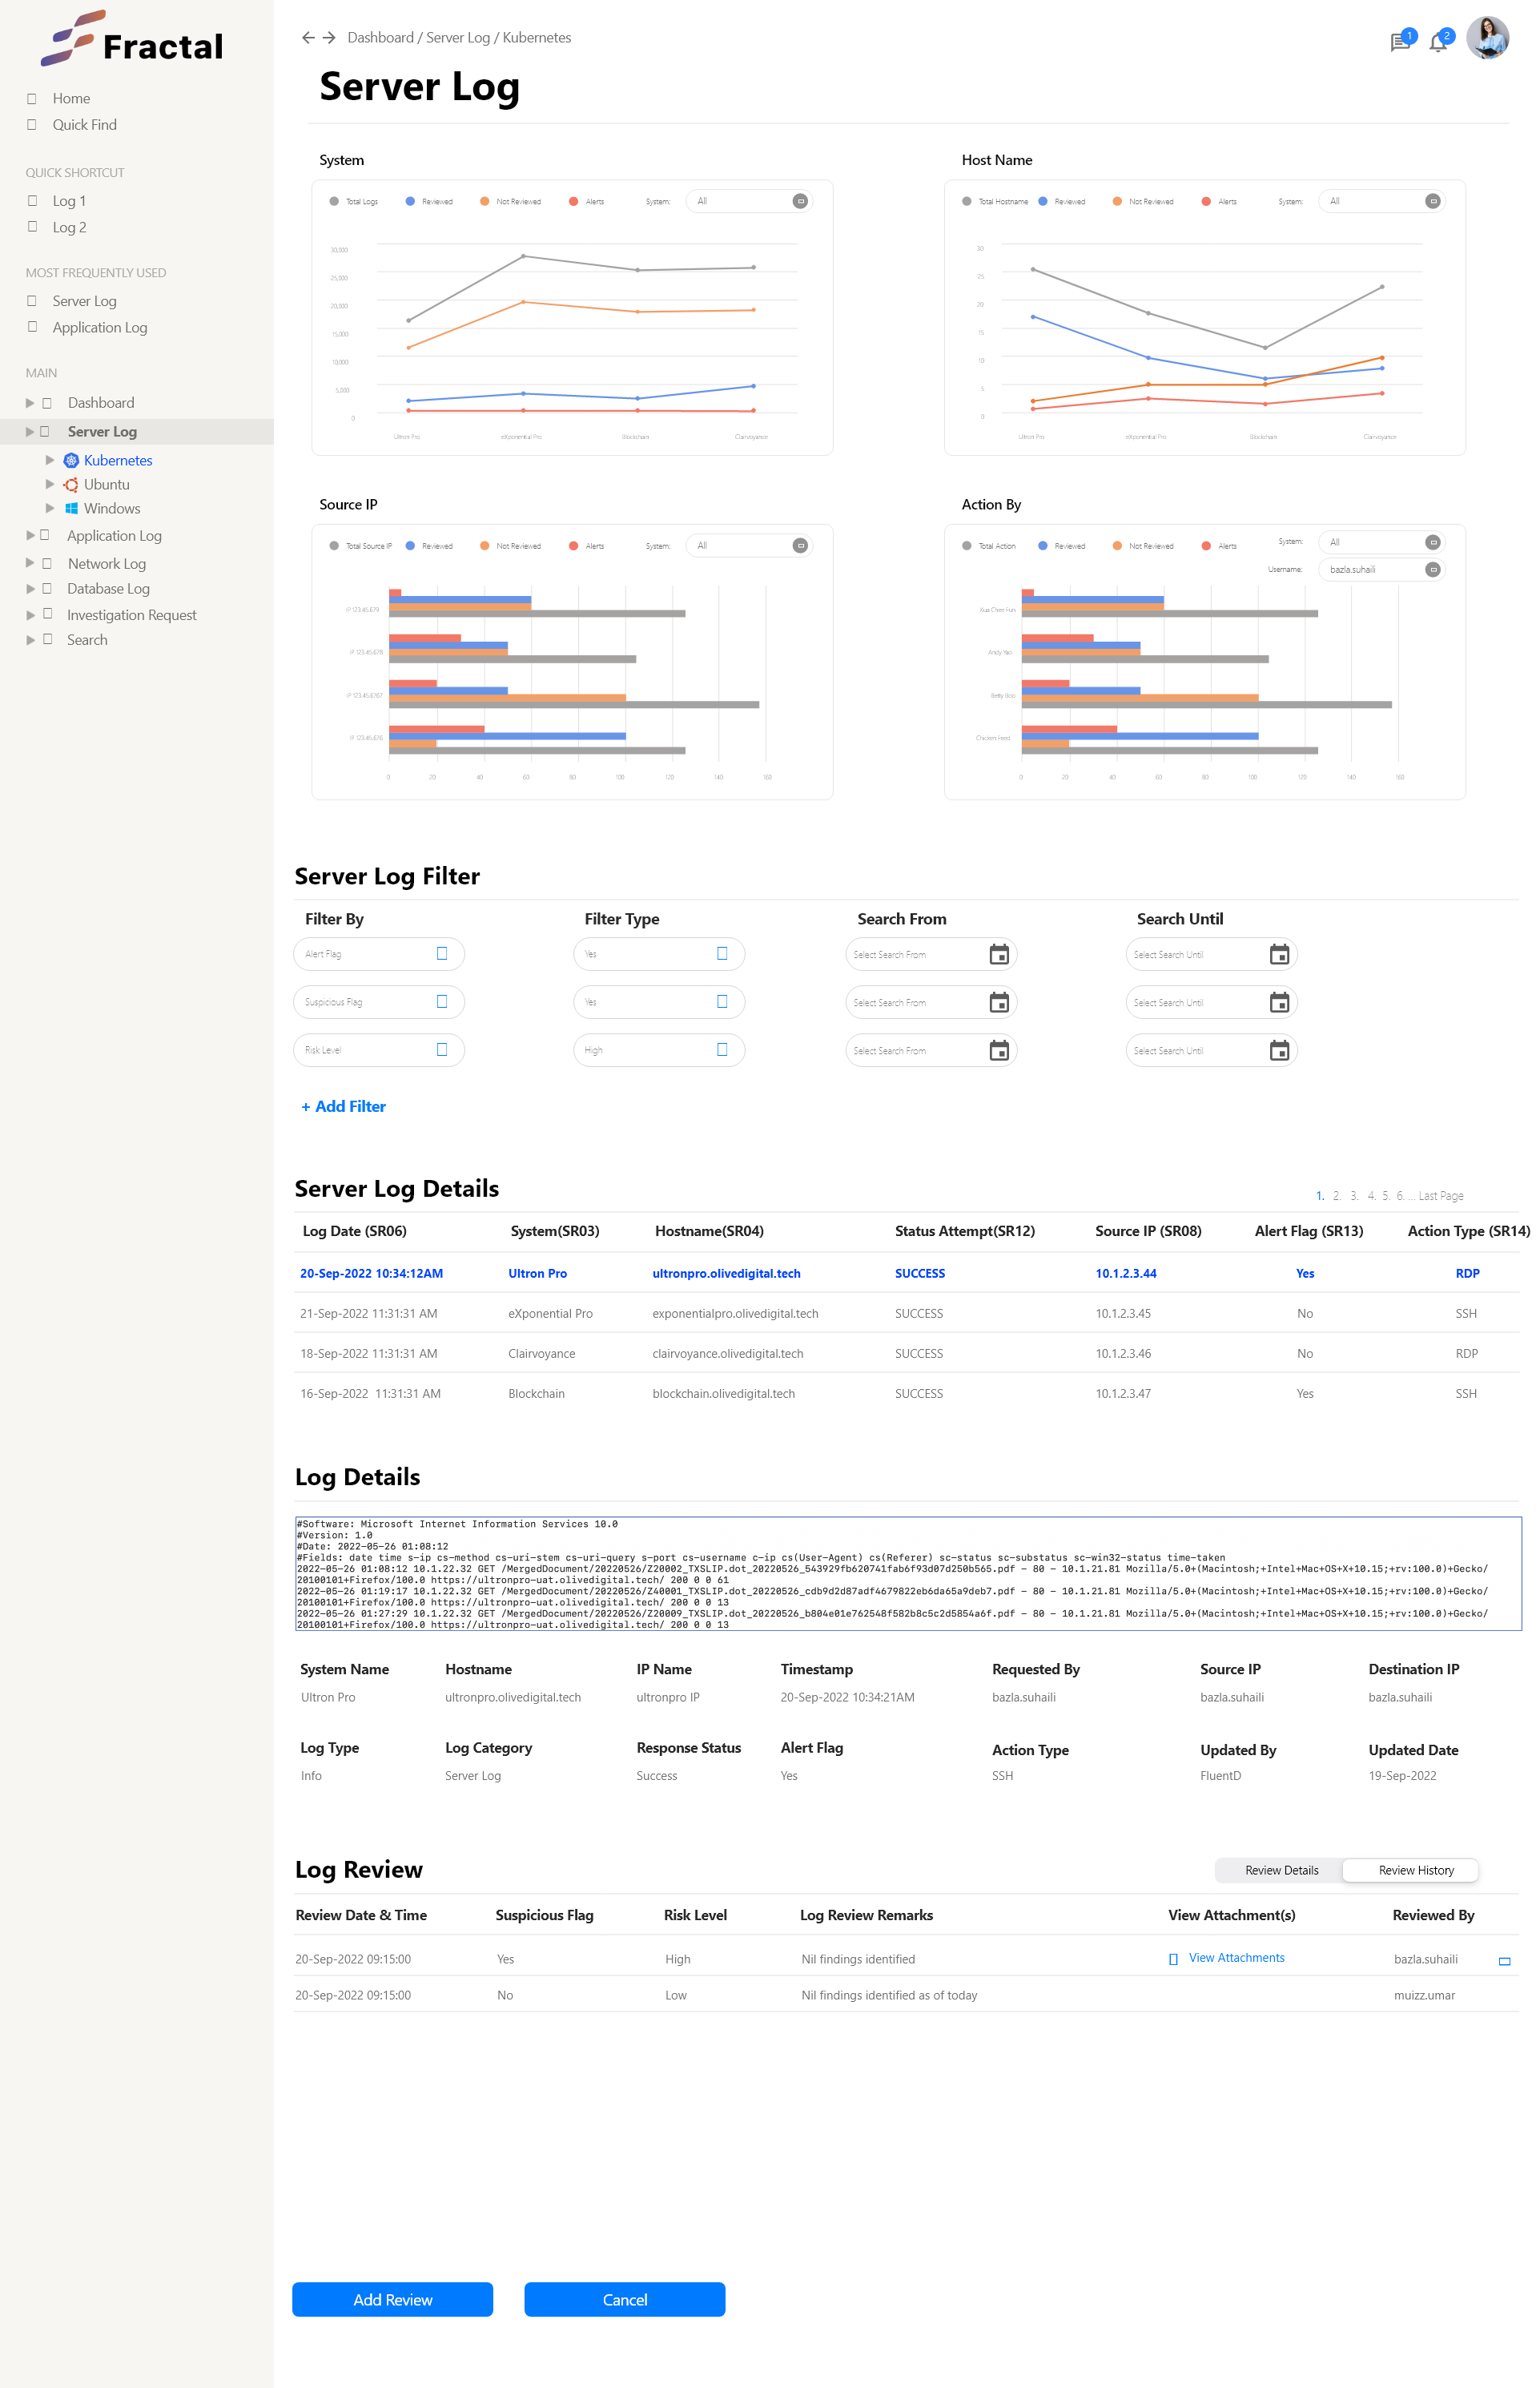 Fractal
Home
Quick Find
QUICK SHORTCUT
Log 1
Log 2
MOST FREQUENTLY USED
Server Log
Application Log
MAIN
Dashboard
Server Log
Kubernetes
Ubuntu
Windows
Application Log
Network Log
Database Log
Investigation Request
Search
Dashboard / Server Log / Kubernetes
1 2
Server Log
System
Total Logs Reviewed Not Reviewed Alerts System: All
30,000
25,000
20,000
15,000
10,000
5,000
0
Ultron Pro eXponential Pro Blockchain Clairvoyance
Host Name
Total Hostname Reviewed Not Reviewed Alerts System: All
30
25
20
15
10
5
0
Ultron Pro eXponential Pro Blockchain Clairvoyance
Source IP
Total Source IP Reviewed Not Reviewed Alerts System: All
IP 123.45.679
IP 123.45.678
IP 123.45.6767
IP 123.45.676
0 20 40 60 80 100 120 140 160
Action By
Total Action Reviewed Not Reviewed Alerts System: All
Username: bazla.suhaili
Kua Chee Fun
Andy Yao
Betty Boo
Chicken Feed
0 20 40 60 80 100 120 140 160
Server Log Filter
Filter By Filter Type Search From Search Until
Alert Flag Yes Select Search From Select Search Until
Suspicious Flag Yes Select Search From Select Search Until
Risk Level High Select Search From Select Search Until
+ Add Filter
Server Log Details
1. 2. 3. 4. 5. 6. ... Last Page
Log Date (SR06) System(SR03) Hostname(SR04) Status Attempt(SR12) Source IP (SR08) Alert Flag (SR13) Action Type (SR14)
20-Sep-2022 10:34:12AM Ultron Pro ultronpro.olivedigital.tech SUCCESS 10.1.2.3.44 Yes RDP
21-Sep-2022 11:31:31 AM eXponential Pro exponentialpro.olivedigital.tech SUCCESS 10.1.2.3.45 No SSH
18-Sep-2022 11:31:31 AM Clairvoyance clairvoyance.olivedigital.tech SUCCESS 10.1.2.3.46 No RDP
16-Sep-2022 11:31:31 AM Blockchain blockchain.olivedigital.tech SUCCESS 10.1.2.3.47 Yes SSH
Log Details
#Software: Microsoft Internet Information Services 10.0
#Version: 1.0
#Date: 2022-05-26 01:08:12
#Fields: date time s-ip cs-method cs-uri-stem cs-uri-query s-port cs-username c-ip cs(User-Agent) cs(Referer) sc-status sc-substatus sc-win32-status time-taken
2022-05-26 01:08:12 10.1.22.32 GET /MergedDocument/20220526/Z20002_TXSLIP.dot_20220526_543929fb620741fab6f93d07d250b565.pdf - 80 - 10.1.21.81 Mozilla/5.0+(Macintosh;+Intel+Mac+OS+X+10.15;+rv:100.0)+Gecko/
20100101+Firefox/100.0 https://ultronpro-uat.olivedigital.tech/ 200 0 0 61
2022-05-26 01:19:17 10.1.22.32 GET /MergedDocument/20220526/Z40001_TXSLIP.dot_20220526_cdb9d2d87adf4679822eb6da65a9deb7.pdf - 80 - 10.1.21.81 Mozilla/5.0+(Macintosh;+Intel+Mac+OS+X+10.15;+rv:100.0)+Gecko/
20100101+Firefox/100.0 https://ultronpro-uat.olivedigital.tech/ 200 0 0 13
2022-05-26 01:27:29 10.1.22.32 GET /MergedDocument/20220526/Z20009_TXSLIP.dot_20220526_b804e01e762548f582b8c5c2d5854a6f.pdf - 80 - 10.1.21.81 Mozilla/5.0+(Macintosh;+Intel+Mac+OS+X+10.15;+rv:100.0)+Gecko/
20100101+Firefox/100.0 https://ultronpro-uat.olivedigital.tech/ 200 0 0 13
System Name Hostname IP Name Timestamp Requested By Source IP Destination IP
Ultron Pro ultronpro.olivedigital.tech ultronpro IP 20-Sep-2022 10:34:21AM bazla.suhaili bazla.suhaili bazla.suhaili
Log Type Log Category Response Status Alert Flag Action Type Updated By Updated Date
Info Server Log Success Yes SSH FluentD 19-Sep-2022
Log Review
Review Details Review History
Review Date & Time Suspicious Flag Risk Level Log Review Remarks View Attachment(s) Reviewed By
20-Sep-2022 09:15:00 Yes High Nil findings identified View Attachments bazla.suhaili
20-Sep-2022 09:15:00 No Low Nil findings identified as of today muizz.umar
Add Review Cancel